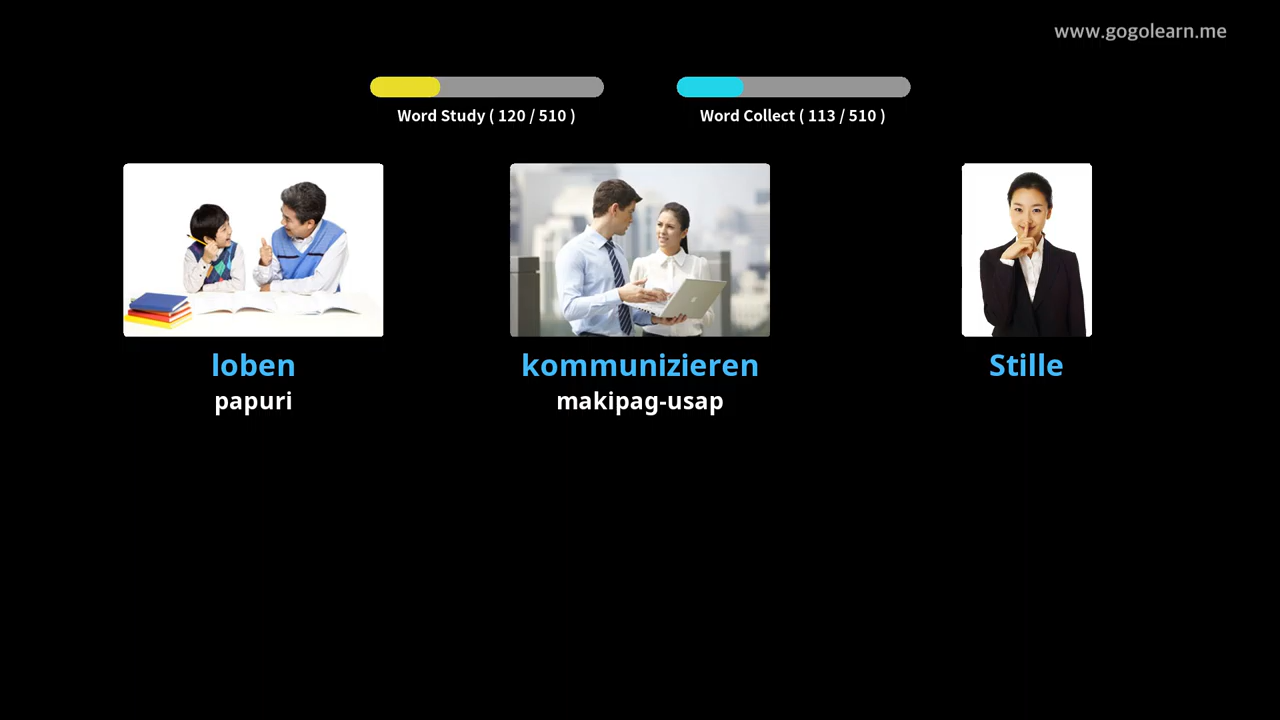 www.gogolearn.me
Word Study ( 120 / 510 )
Word Collect ( 113 / 510 )
loben
kommunizieren
Stille
papuri
makipag-usap